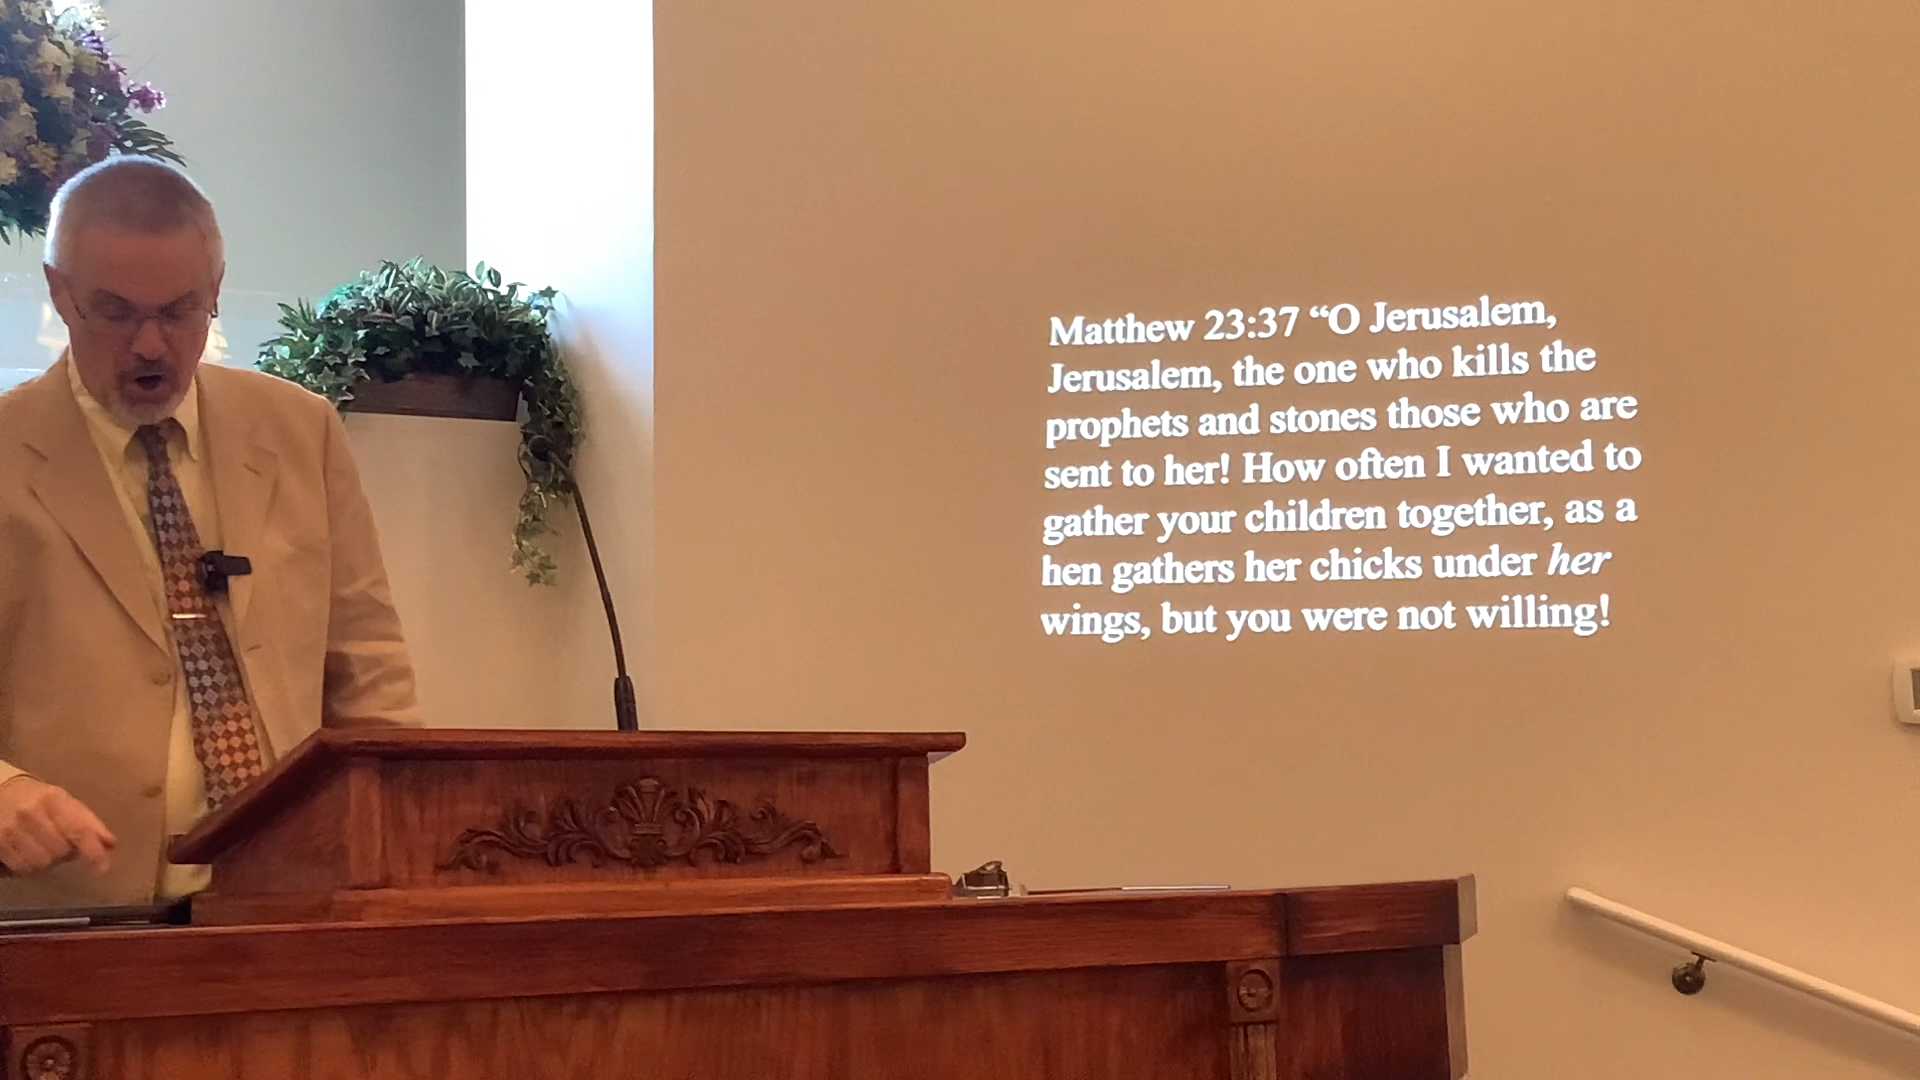 Matthew 23:37 “O Jerusalem,
Jerusalem, the one who kills the
prophets and stones those who are
sent to her! How often I wanted to
gather your children together, as a
hen gathers her chicks under her
wings, but you were not willing!